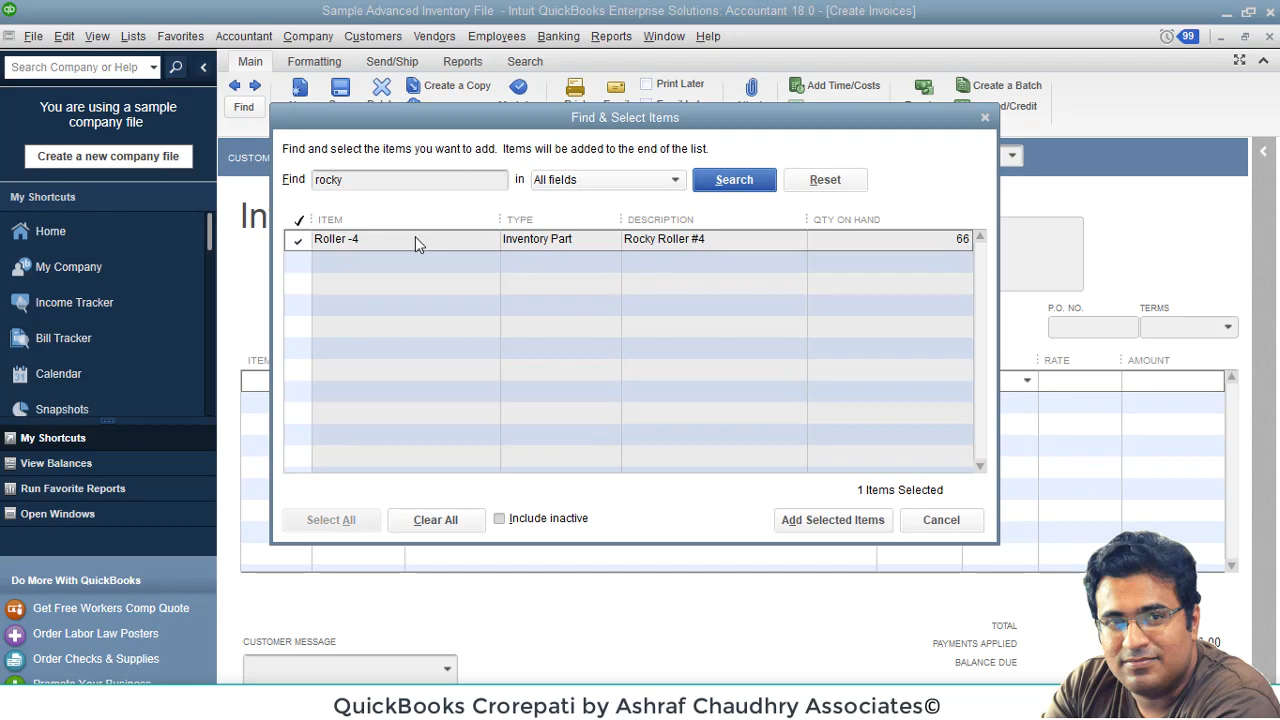 Sample Advanced Inventory File - Intuit QuickBooks Enterprise Solutions: Accountant 18.0 - [Create Invoices]
File Edit View Lists Favorites Accountant Company Customers Vendors Employees Banking Reports Window Help
99
Search Company or Help
Main Formatting Send/Ship Reports Search
Find
Create a Copy
Print Later
Add Time/Costs
Create a Batch
You are using a sample
company file
Create a new company file
My Shortcuts
Home
My Company
Income Tracker
Bill Tracker
Calendar
Snapshots
My Shortcuts
View Balances
Run Favorite Reports
Open Windows
Do More With QuickBooks
Get Free Workers Comp Quote
Order Labor Law Posters
Order Checks & Supplies
Find & Select Items
Find and select the items you want to add. Items will be added to the end of the list.
Find rocky in All fields Search Reset
ITEM TYPE DESCRIPTION QTY ON HAND
Roller -4 Inventory Part Rocky Roller #4 66
1 Items Selected
Select All Clear All Include inactive Add Selected Items Cancel
P.O. NO. TERMS
RATE AMOUNT
CUSTOMER MESSAGE
TOTAL
PAYMENTS APPLIED
BALANCE DUE
QuickBooks Crorepati by Ashraf Chaudhry Associates©